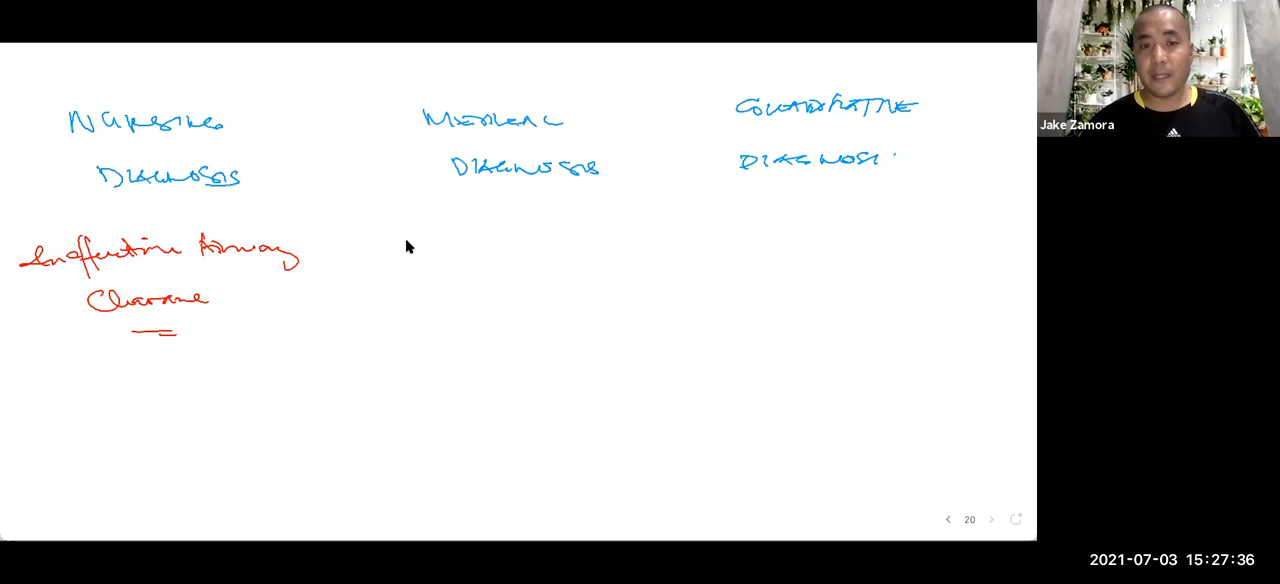 NURSING
DIAGNOSIS
MEDICAL
DIAGNOSIS
COLLABORATIVE
DIAGNOSI
Ineffective Airway
Clearance
Jake Zamora
20
2021-07-03 15:27:36